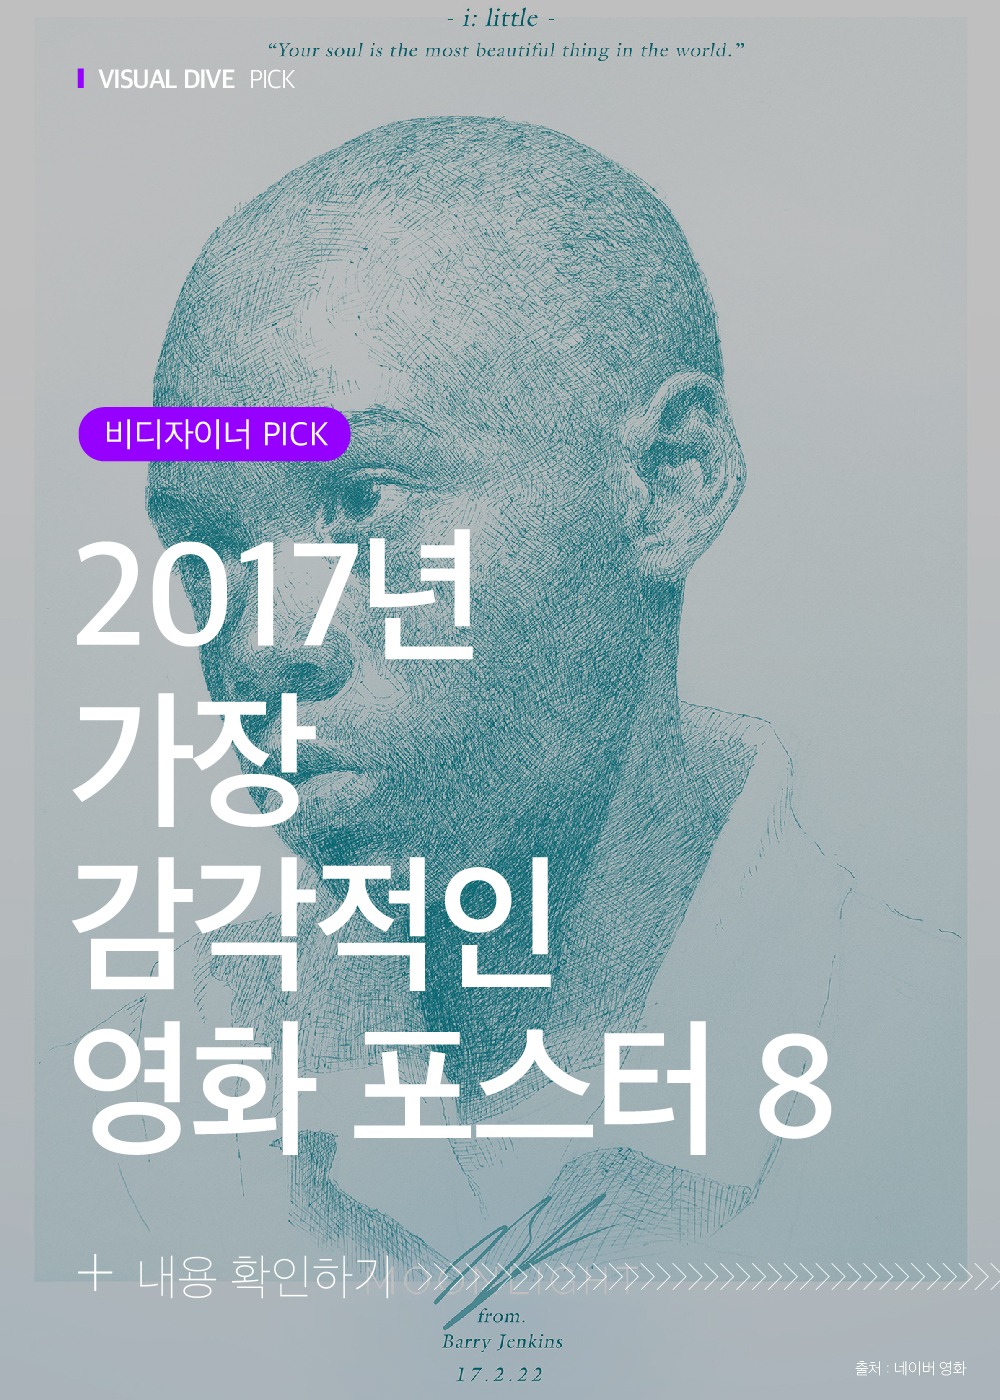 - i: little -
“Your soul is the most beautiful thing in the world.”
VISUAL DIVE PICK
비디자이너 PICK
2017년
가장
감각적인
영화 포스터 8
+ 내용 확인하기
MOONLIGHT
from.
Barry Jenkins
17.2.22
출처 : 네이버 영화